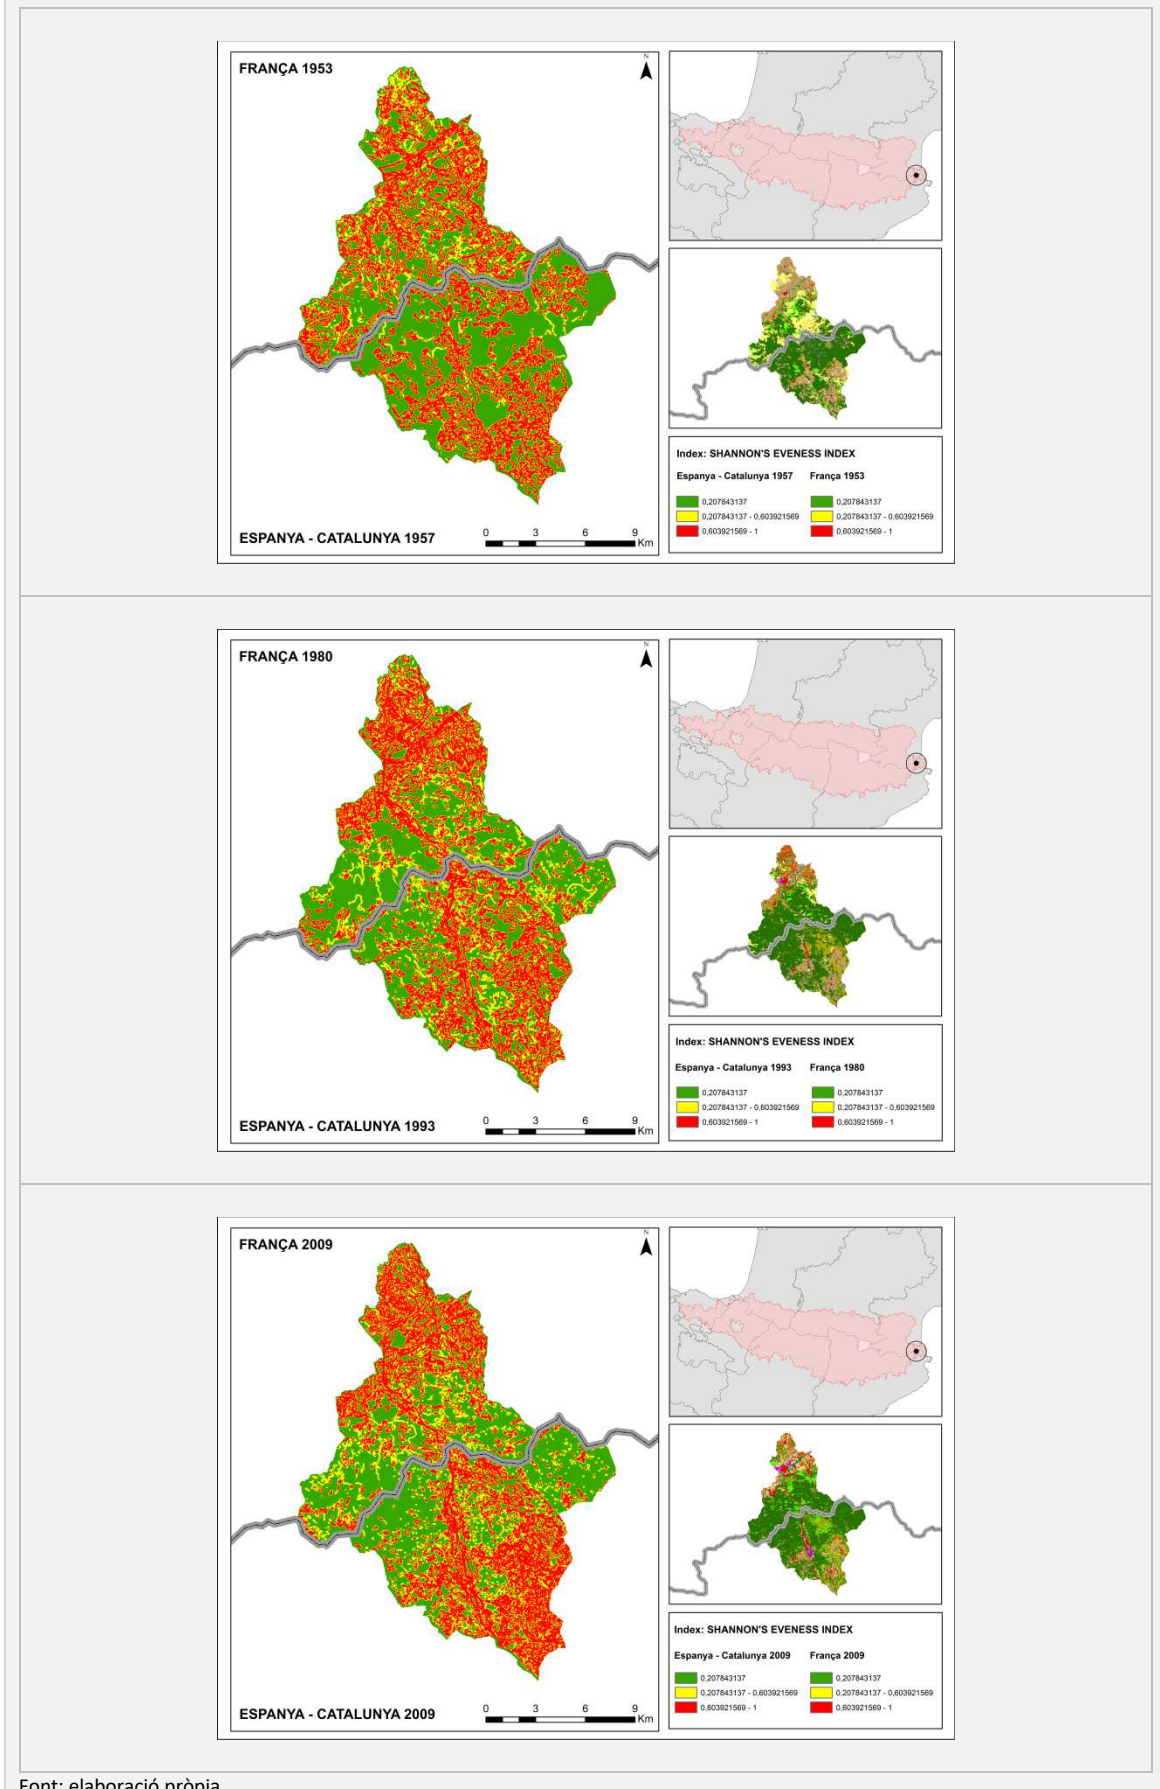 FRANÇA 1953
N
ESPANYA - CATALUNYA 1957
0 3 6 9
Km
Index: SHANNON'S EVENESS INDEX
Espanya - Catalunya 1957 França 1953
0,207843137 0,207843137
0,207843137 - 0,603921569 0,207843137 - 0,603921569
0,603921569 - 1 0,603921569 - 1
FRANÇA 1980
N
ESPANYA - CATALUNYA 1993
0 3 6 9
Km
Index: SHANNON'S EVENESS INDEX
Espanya - Catalunya 1993 França 1980
0,207843137 0,207843137
0,207843137 - 0,603921569 0,207843137 - 0,603921569
0,603921569 - 1 0,603921569 - 1
FRANÇA 2009
N
ESPANYA - CATALUNYA 2009
0 3 6 9
Km
Index: SHANNON'S EVENESS INDEX
Espanya - Catalunya 2009 França 2009
0,207843137 0,207843137
0,207843137 - 0,603921569 0,207843137 - 0,603921569
0,603921569 - 1 0,603921569 - 1
Font: elaboració pròpia